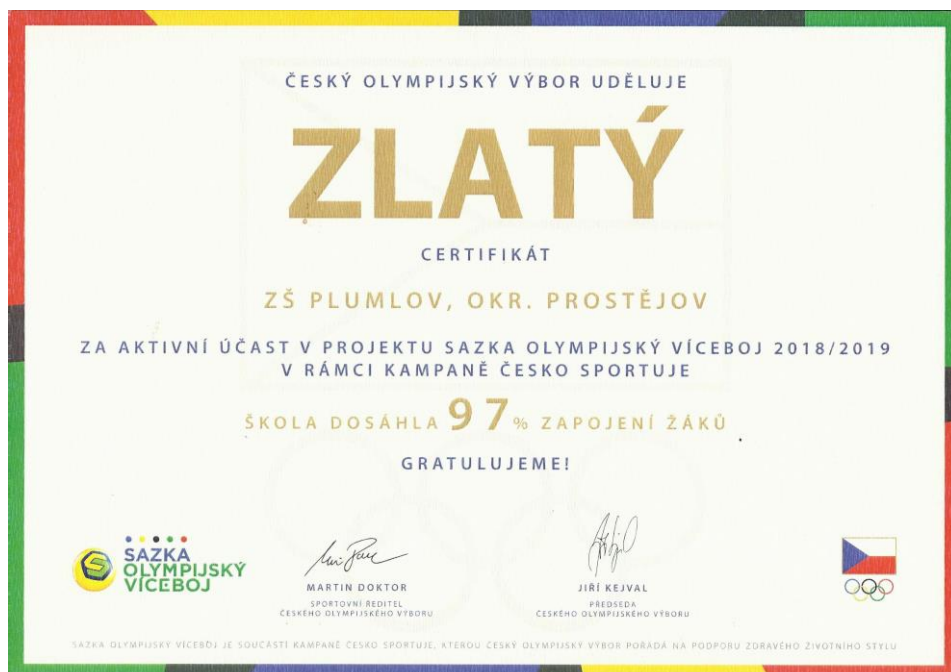 ČESKÝ OLYMPIJSKÝ VÝBOR UDĚLUJE
ZLATÝ
CERTIFIKÁT
ZŠ PLUMLOV, OKR. PROSTĚJOV
ZA AKTIVNÍ ÚČAST V PROJEKTU SAZKA OLYMPIJSKÝ VÍCEBOJ 2018/2019
V RÁMCI KAMPANĚ ČESKO SPORTUJE
ŠKOLA DOSÁHLA 97% ZAPOJENÍ ŽÁKŮ
GRATULUJEME!
SAZKA
OLYMPIJSKÝ
VÍCEBOJ
MARTIN DOKTOR
SPORTOVNÍ ŘEDITEL
ČESKÉHO OLYMPIJSKÉHO VÝBORU
JIŘÍ KEJVAL
PŘEDSEDA
ČESKÉHO OLYMPIJSKÉHO VÝBORU
SAZKA OLYMPIJSKÝ VÍCEBOJ JE SOUČÁSTÍ KAMPANĚ ČESKO SPORTUJE, KTEROU ČESKÝ OLYMPIJSKÝ VÝBOR POŘÁDÁ NA PODPORU ZDRAVÉHO ŽIVOTNÍHO STYLU